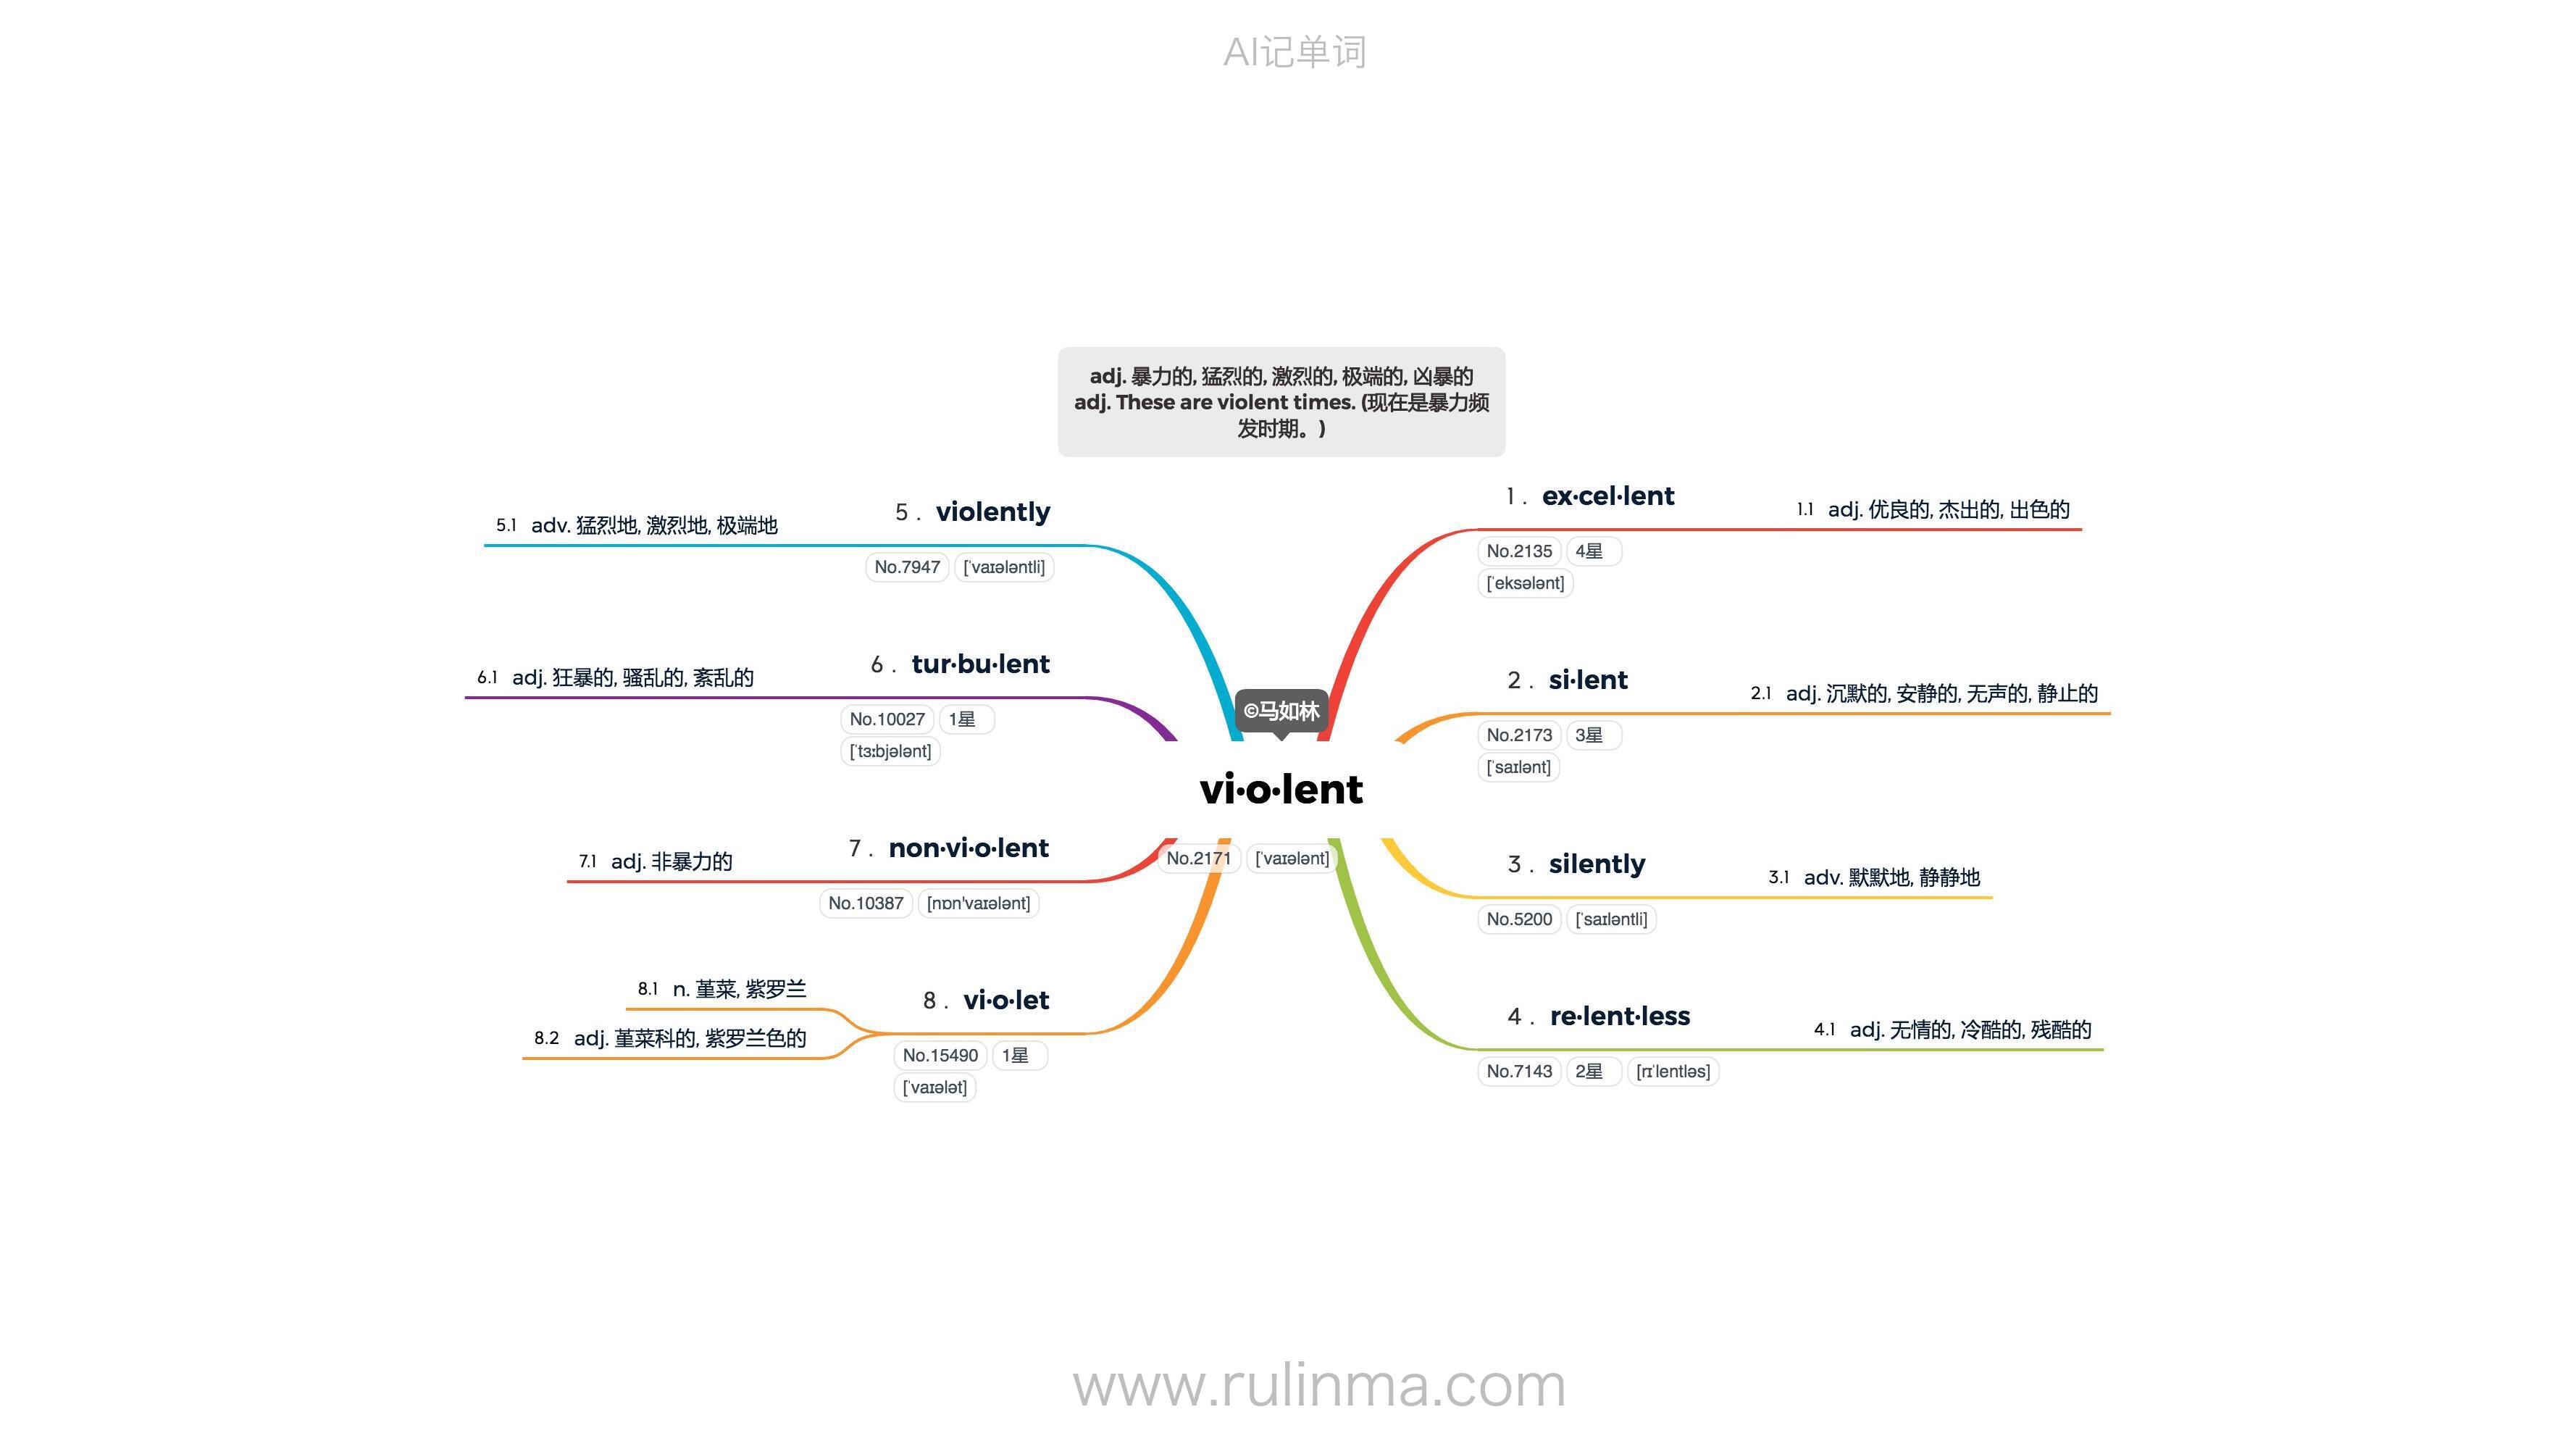 AI记单词
adj. 暴力的, 猛烈的, 激烈的, 极端的, 凶暴的
adj. These are violent times. (现在是暴力频
发时期。)
©马如林
vi·o·lent
No.2171 [ˈvaɪələnt]
1 . ex·cel·lent
No.2135 4星
[ˈeksələnt]
1.1 adj. 优良的, 杰出的, 出色的
2 . si·lent
No.2173 3星
[ˈsaɪlənt]
2.1 adj. 沉默的, 安静的, 无声的, 静止的
3 . silently
No.5200 [ˈsaɪləntli]
3.1 adv. 默默地, 静静地
4 . re·lent·less
No.7143 2星 [rɪˈlentləs]
4.1 adj. 无情的, 冷酷的, 残酷的
5 . violently
No.7947 [ˈvaɪələntli]
5.1 adv. 猛烈地, 激烈地, 极端地
6 . tur·bu·lent
No.10027 1星
[ˈtɜːbjələnt]
6.1 adj. 狂暴的, 骚乱的, 紊乱的
7 . non·vi·o·lent
No.10387 [nɒn'vaɪələnt]
7.1 adj. 非暴力的
8 . vi·o·let
No.15490 1星
[ˈvaɪələt]
8.1 n. 堇菜, 紫罗兰
8.2 adj. 堇菜科的, 紫罗兰色的
www.rulinma.com